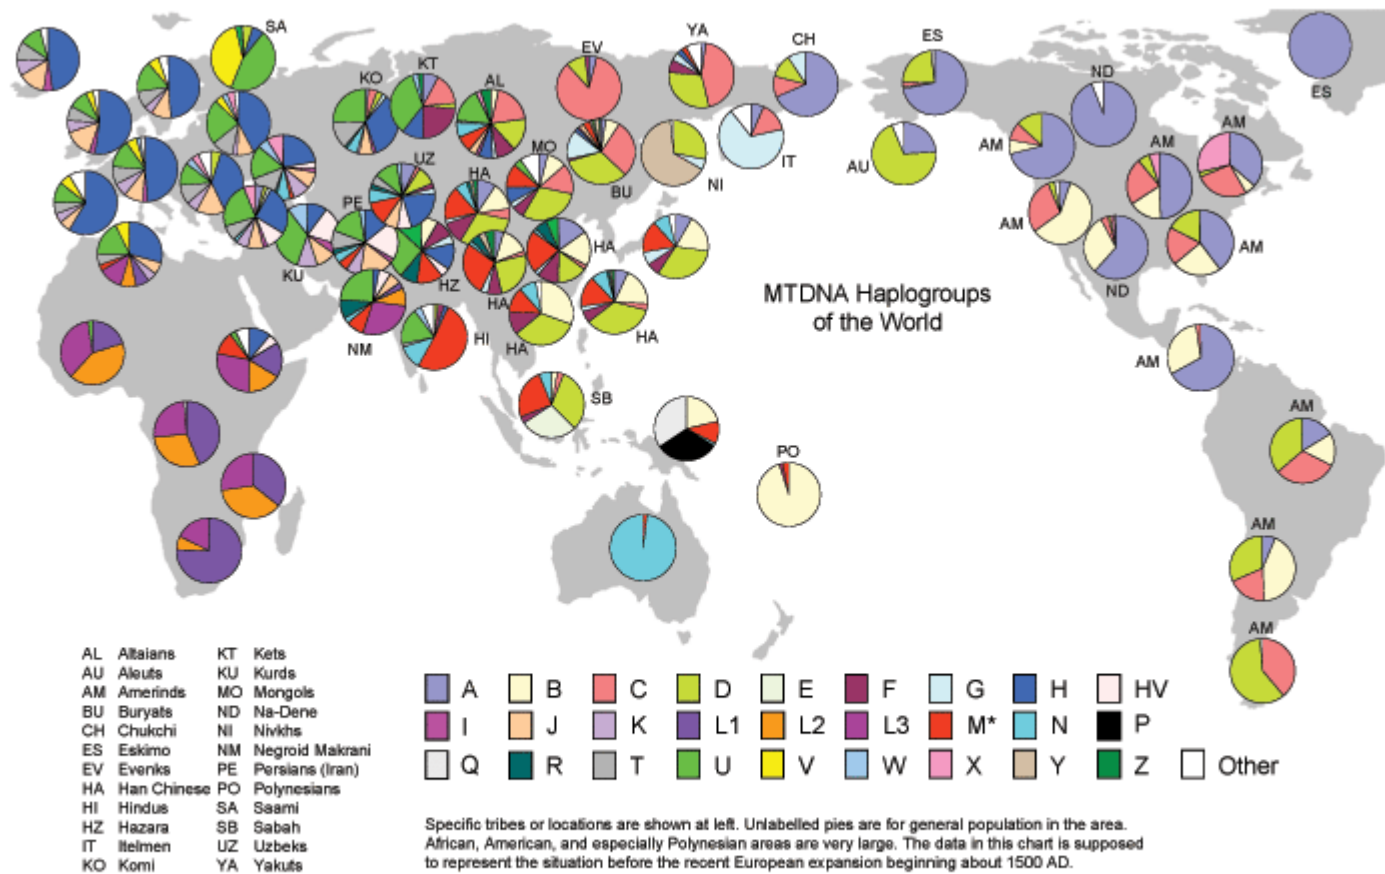 SA
YA
CH
ES
EV
KT
KO
AL
ND
ES
AM
AM
AM
IT
MO
UZ
HA
BU
NI
AU
PE
AM
AM
HA
KU
HZ
HA
ND
MTDNA Haplogroups
of the World
NM
HI
HA
HA
AM
SB
AM
PO
AM
AM
AL Altaians KT Kets
AU Aleuts KU Kurds
AM Amerinds MO Mongols
BU Buryats ND Na-Dene
CH Chukchi NI Nivkhs
ES Eskimo NM Negroid Makrani
EV Evenks PE Persians (Iran)
HA Han Chinese PO Polynesians
HI Hindus SA Saami
HZ Hazara SB Sabah
IT Itelmen UZ Uzbeks
KO Komi YA Yakuts
A B C D E F G H HV
I J K L1 L2 L3 M* N P
Q R T U V W X Y Z Other
Specific tribes or locations are shown at left. Unlabelled pies are for general population in the area.
African, American, and especially Polynesian areas are very large. The data in this chart is supposed
to represent the situation before the recent European expansion beginning about 1500 AD.